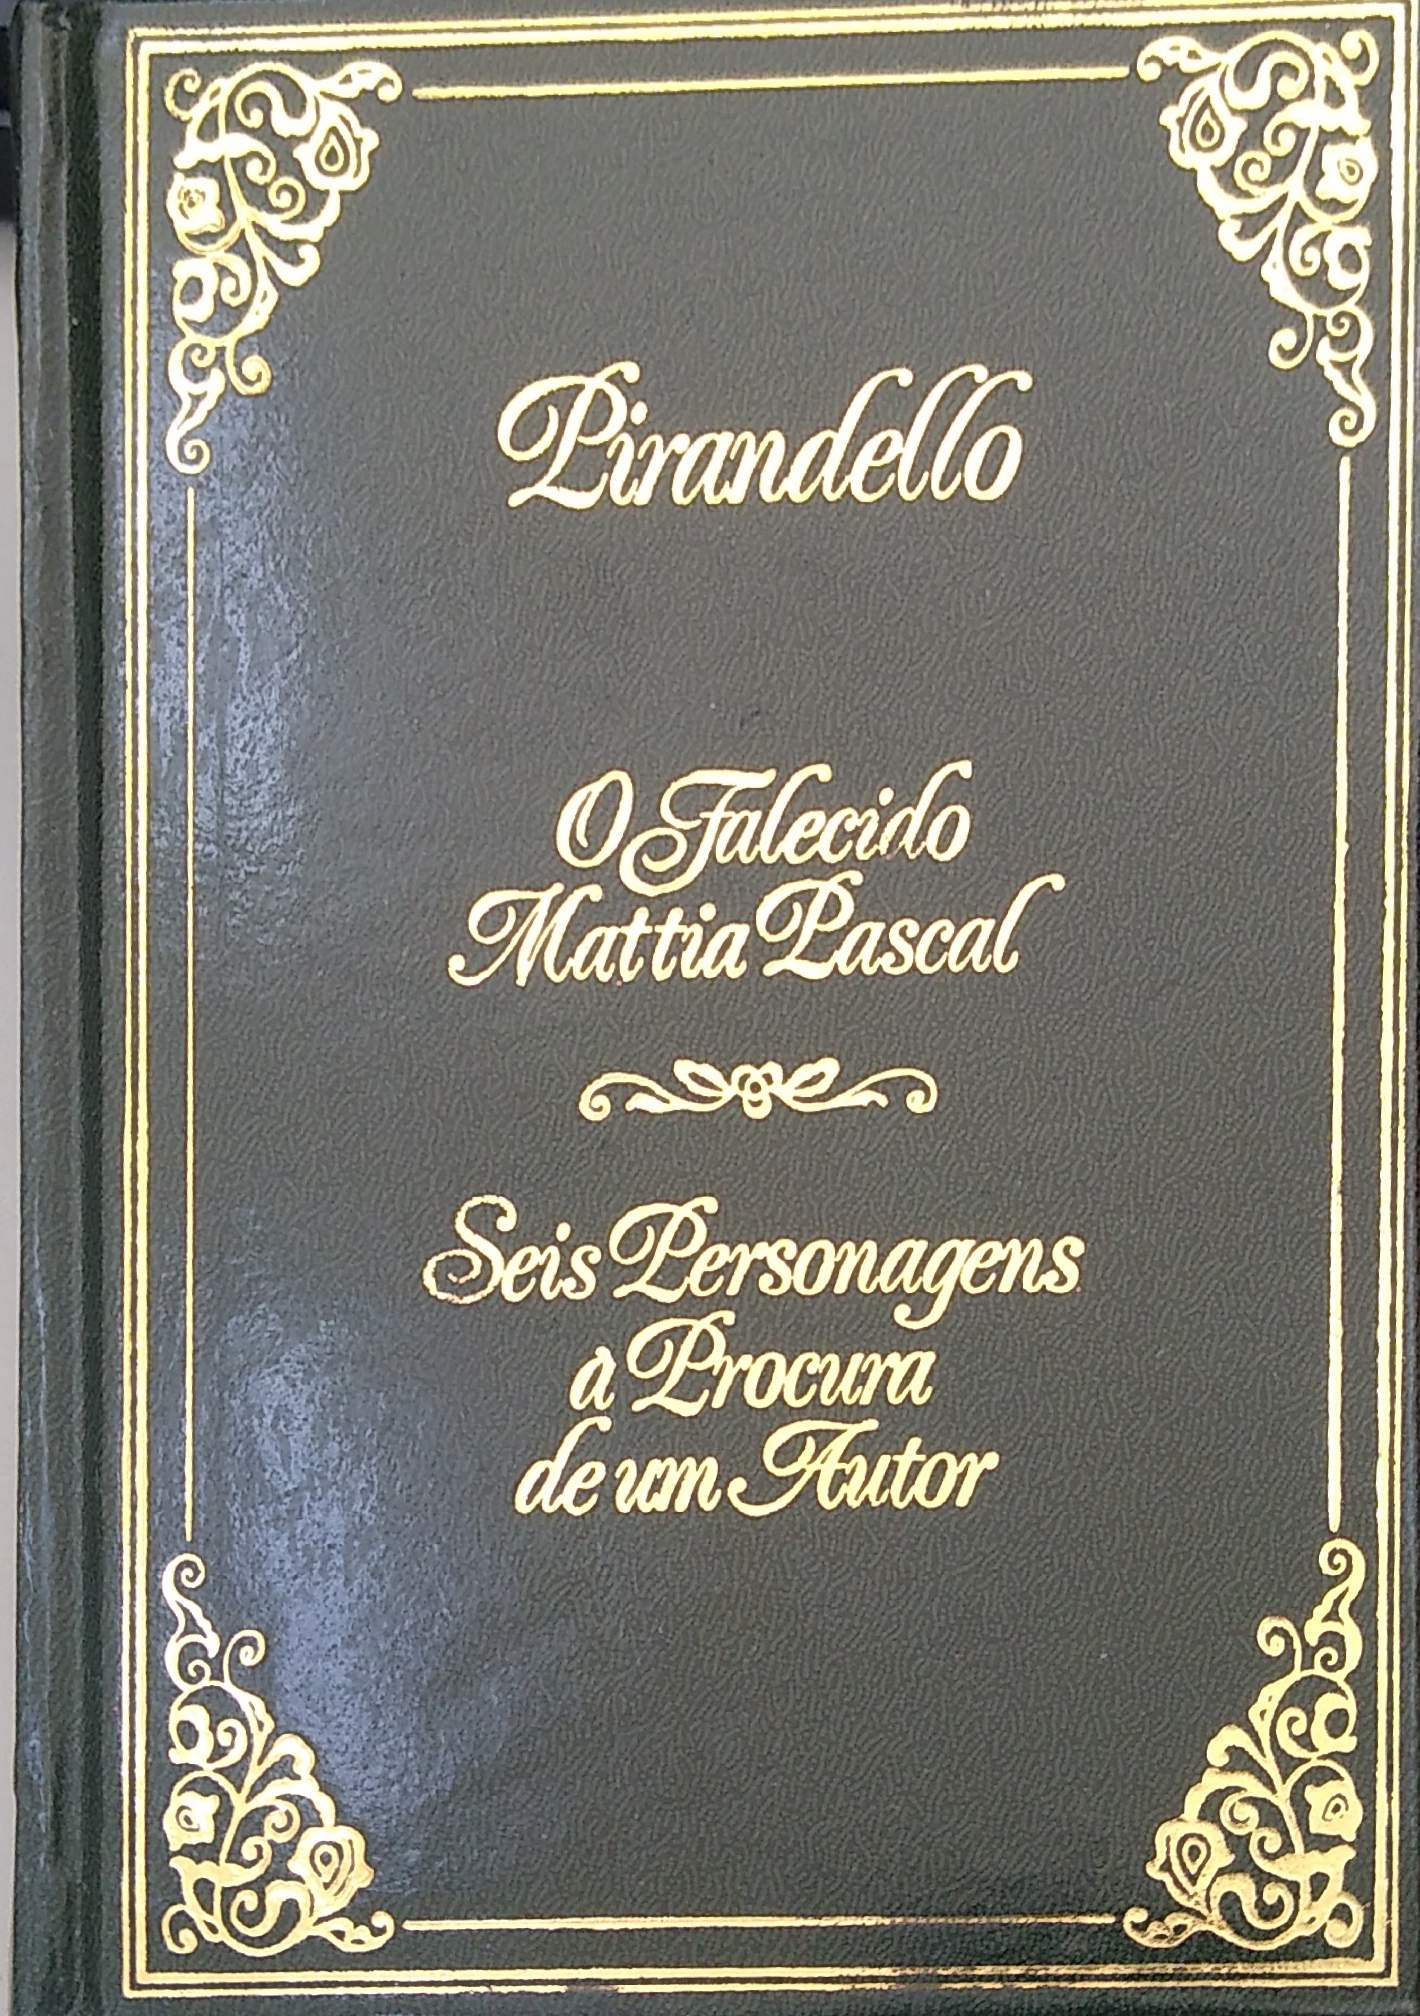 Pirandello
O Falecido
Mattia Pascal
Seis Personagens
à Procura
de um Autor